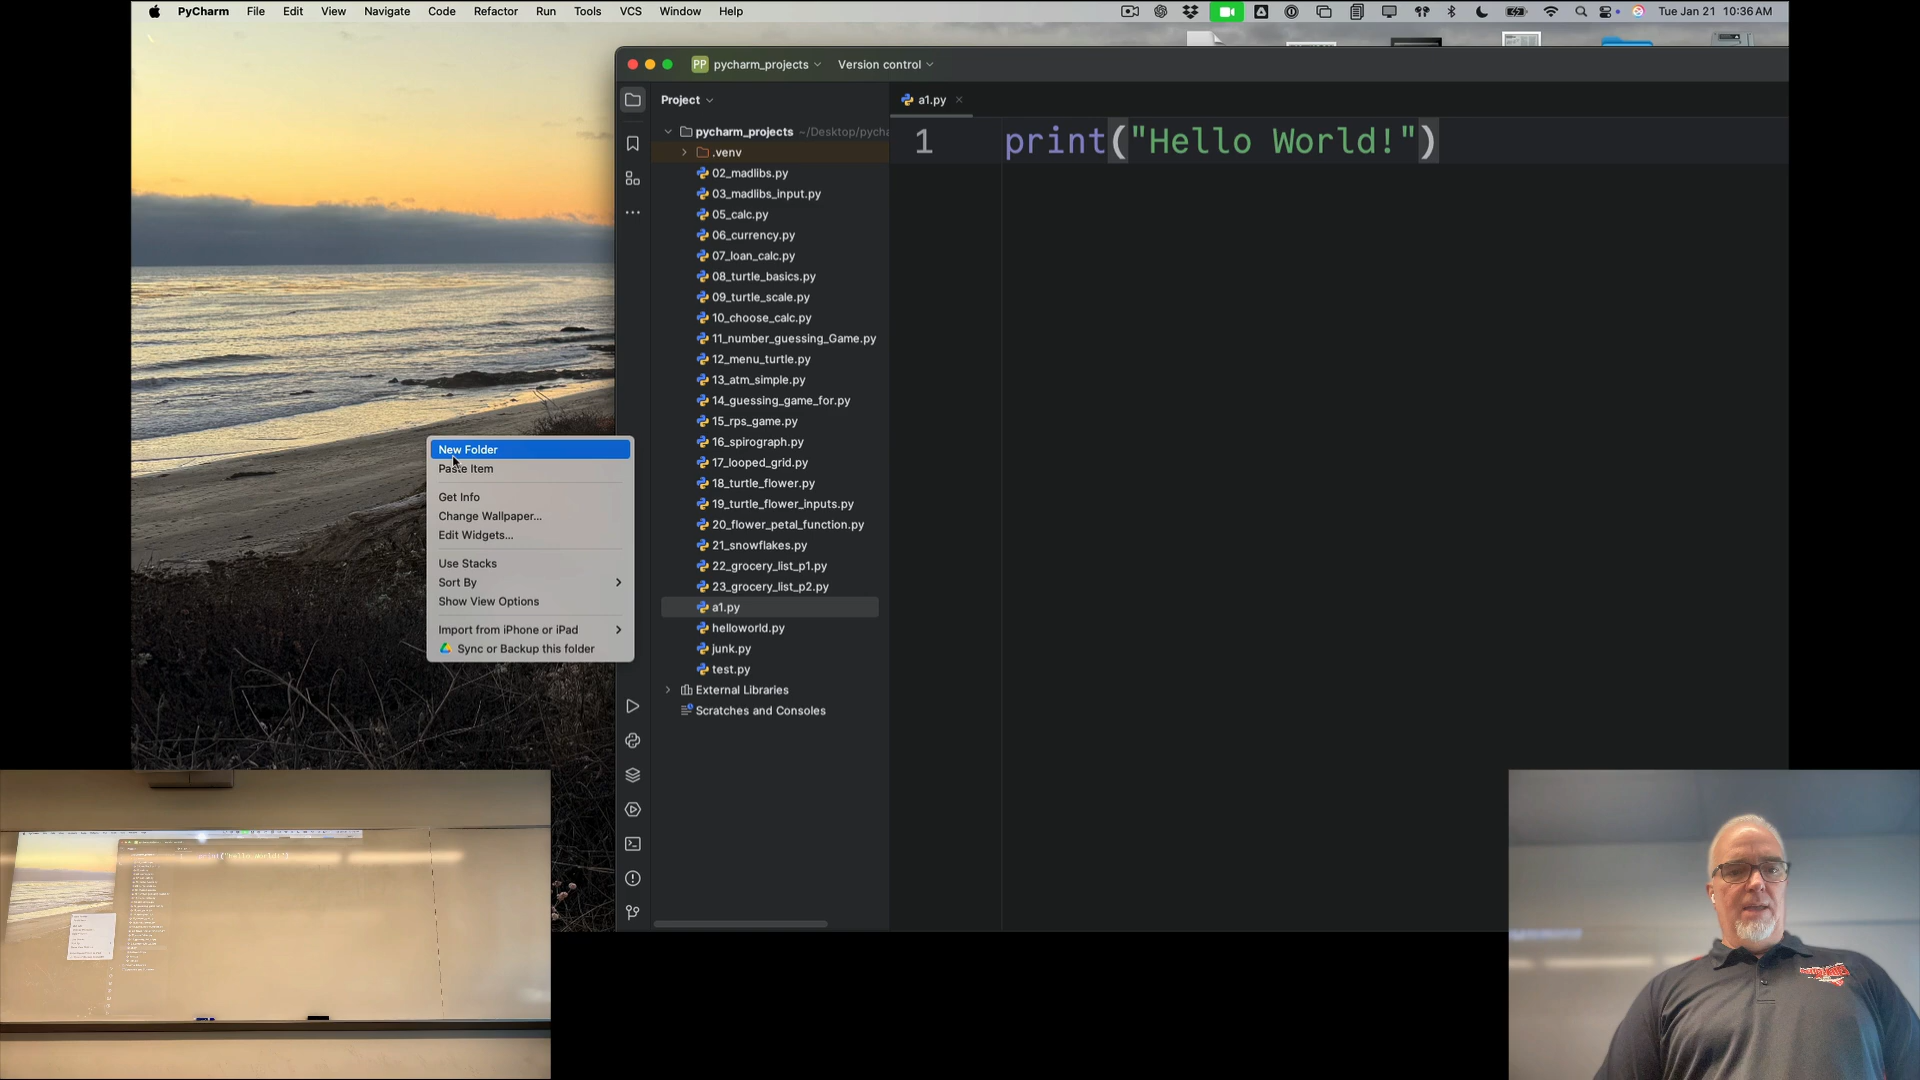 PyCharm File Edit View Navigate Code Refactor Run Tools VCS Window Help Tue Jan 21 10:36 AM
PP pycharm_projects Version control
Project
a1.py
pycharm_projects ~/Desktop/pycha
.venv
02_madlibs.py
03_madlibs_input.py
05_calc.py
06_currency.py
07_loan_calc.py
08_turtle_basics.py
09_turtle_scale.py
10_choose_calc.py
11_number_guessing_Game.py
12_menu_turtle.py
13_atm_simple.py
14_guessing_game_for.py
15_rps_game.py
16_spirograph.py
17_looped_grid.py
18_turtle_flower.py
19_turtle_flower_inputs.py
20_flower_petal_function.py
21_snowflakes.py
22_grocery_list_p1.py
23_grocery_list_p2.py
a1.py
helloworld.py
junk.py
test.py
External Libraries
Scratches and Consoles
1 print("Hello World!")
New Folder
Paste Item
Get Info
Change Wallpaper...
Edit Widgets...
Use Stacks
Sort By
Show View Options
Import from iPhone or iPad
Sync or Backup this folder
print("Hello World!")